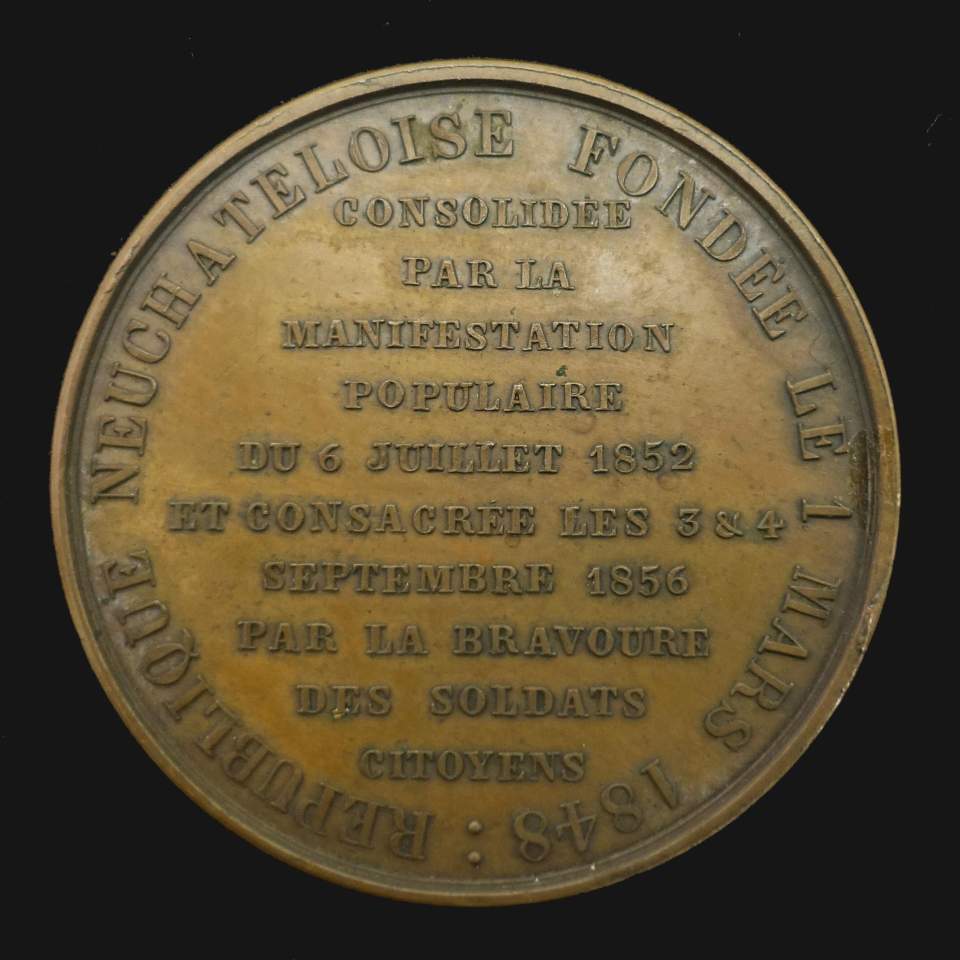 REPUBLIQUE NEUCHATELOISE FONDÉE LE 1 MARS 1848:
CONSOLIDÉE
PAR LA
MANIFESTATION
POPULAIRE
DU 6 JUILLET 1852
ET CONSACRÉE LES 3 & 4
SEPTEMBRE 1856
PAR LA BRAVOURE
DES SOLDATS
CITOYENS